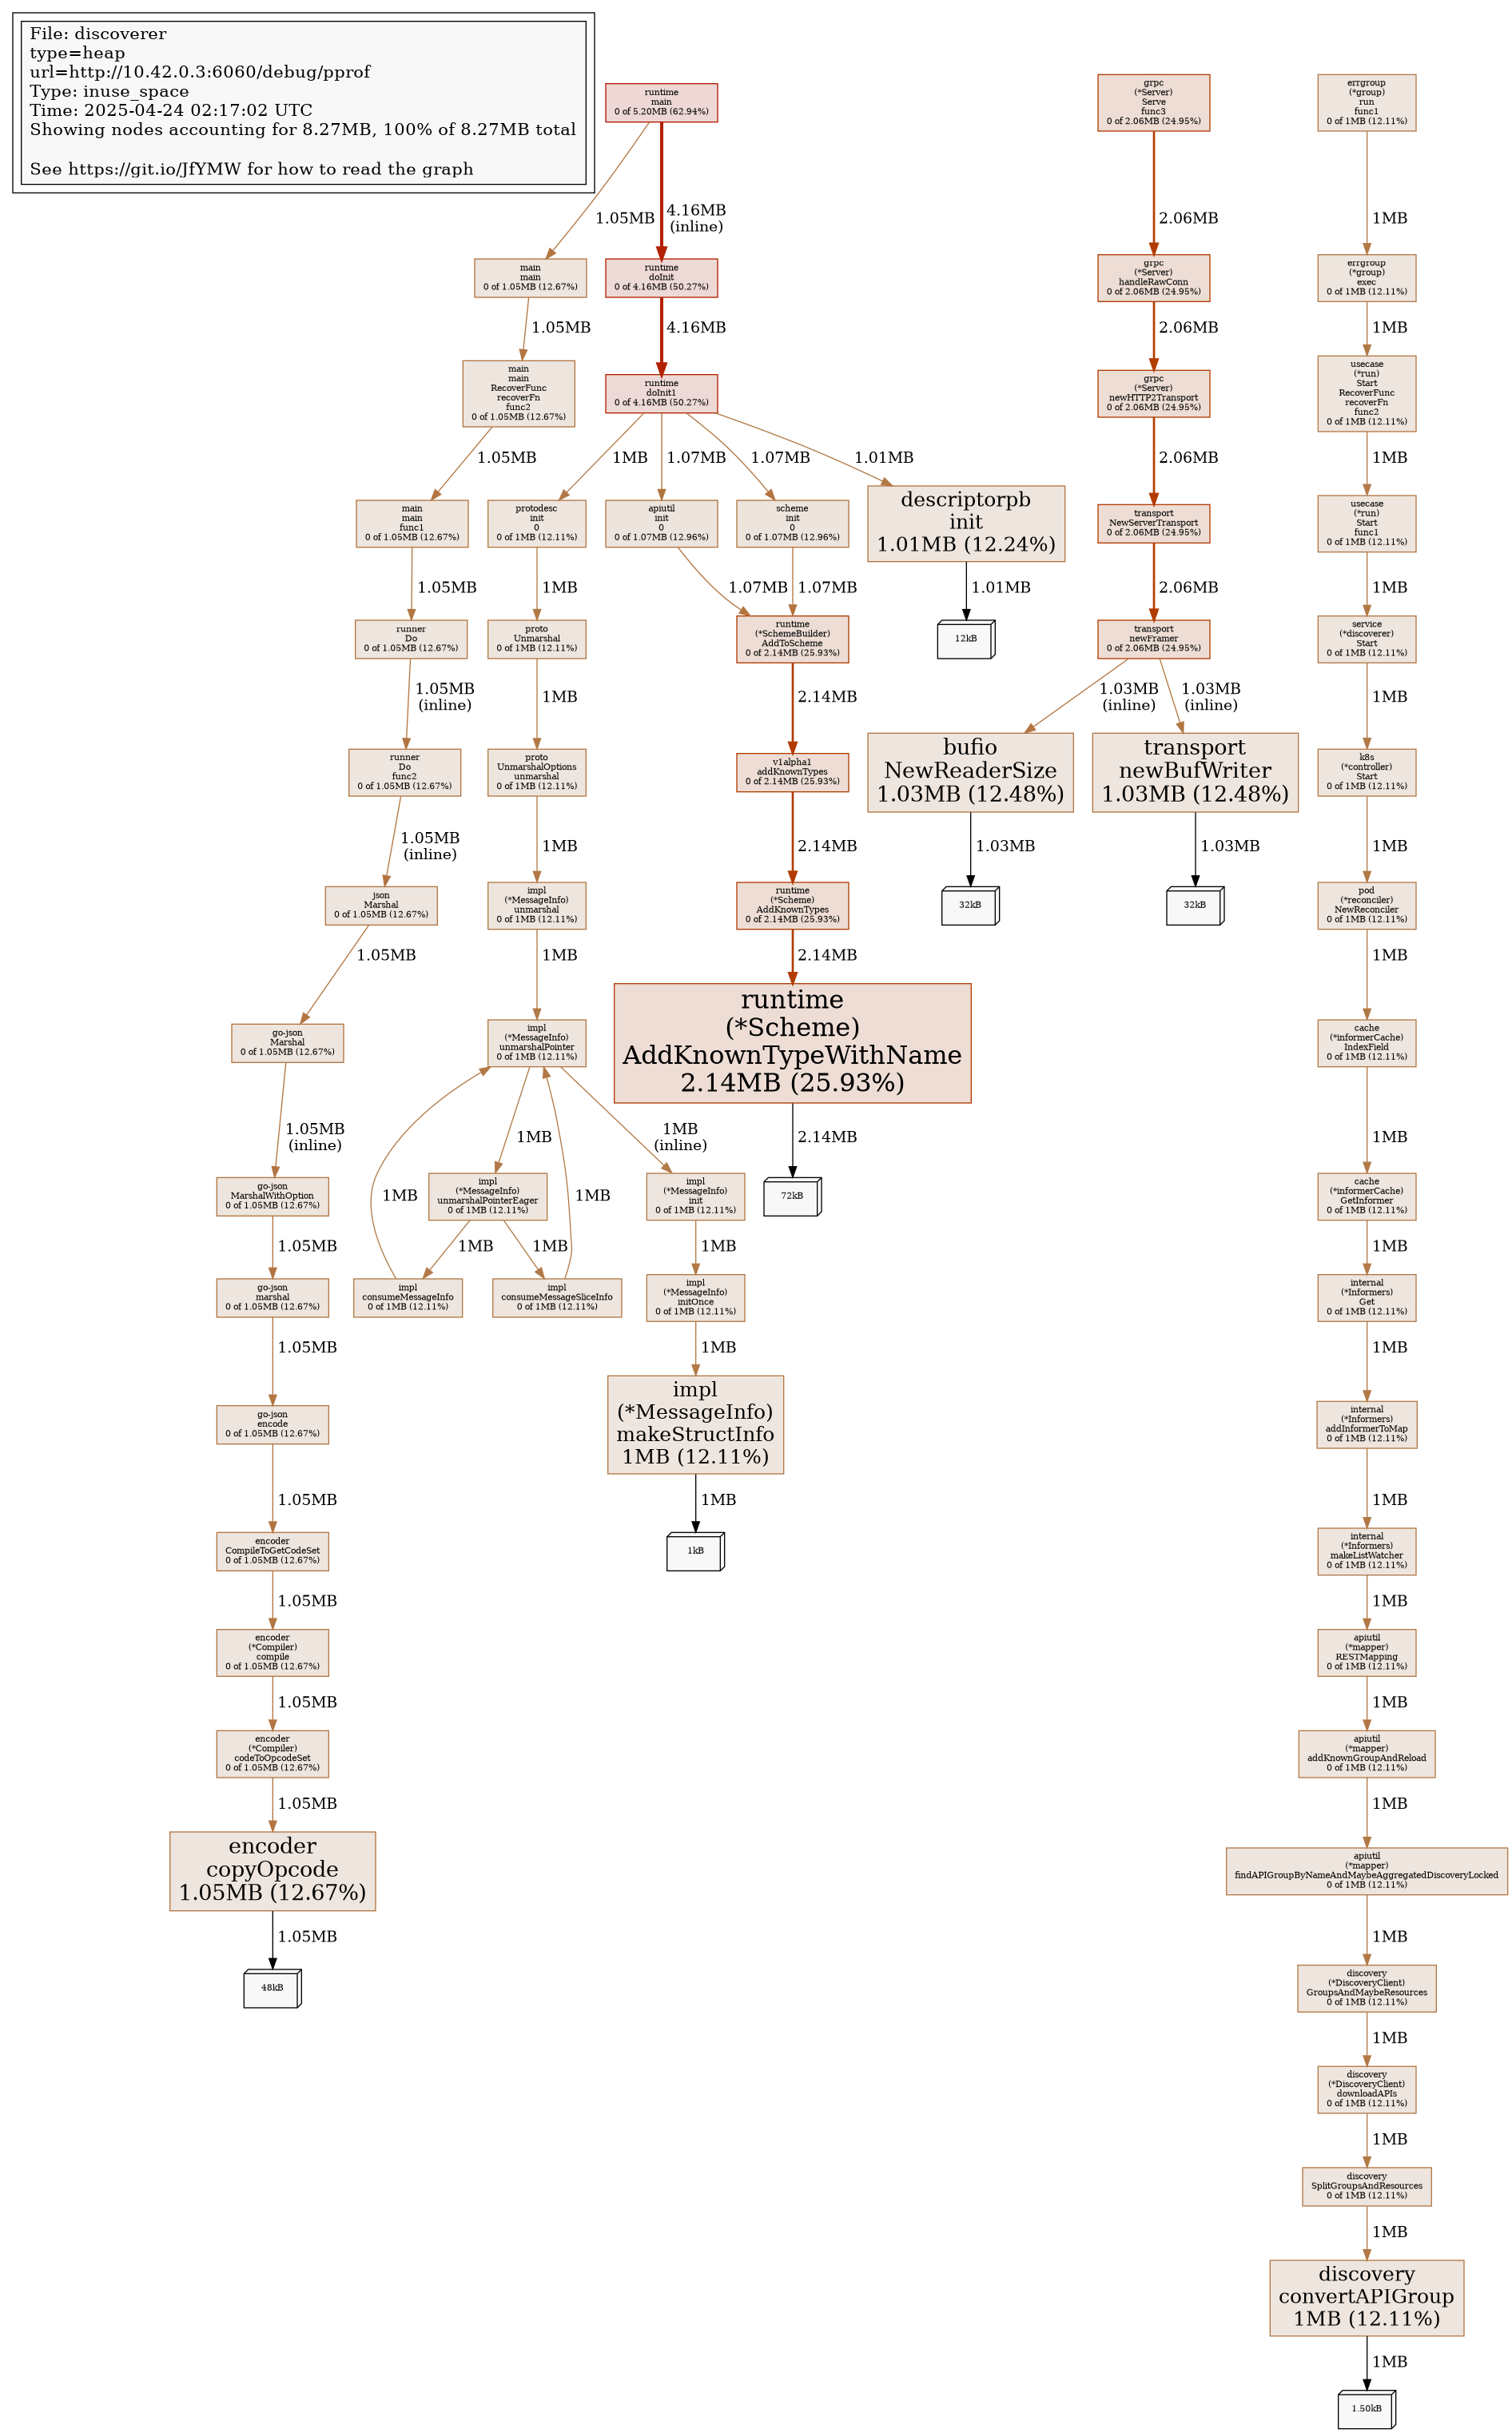 File: discoverer
type=heap
url=http://10.42.0.3:6060/debug/pprof
Type: inuse_space
Time: 2025-04-24 02:17:02 UTC
Showing nodes accounting for 8.27MB, 100% of 8.27MB total
See https://git.io/JfYMW for how to read the graph
runtime
main
0 of 5.20MB (62.94%)
grpc
(*Server)
Serve
func3
0 of 2.06MB (24.95%)
errgroup
(*group)
run
func1
0 of 1MB (12.11%)
1.05MB
4.16MB
(inline)
2.06MB
1MB
main
main
0 of 1.05MB (12.67%)
runtime
doInit
0 of 4.16MB (50.27%)
grpc
(*Server)
handleRawConn
0 of 2.06MB (24.95%)
errgroup
(*group)
exec
0 of 1MB (12.11%)
1.05MB
4.16MB
2.06MB
1MB
main
main
RecoverFunc
recoverFn
func2
0 of 1.05MB (12.67%)
runtime
doInit1
0 of 4.16MB (50.27%)
grpc
(*Server)
newHTTP2Transport
0 of 2.06MB (24.95%)
usecase
(*run)
Start
RecoverFunc
recoverFn
func2
0 of 1MB (12.11%)
1.05MB
1MB
1.07MB
1.07MB
1.01MB
2.06MB
1MB
main
main
func1
0 of 1.05MB (12.67%)
protodesc
init
0
0 of 1MB (12.11%)
apiutil
init
0
0 of 1.07MB (12.96%)
scheme
init
0
0 of 1.07MB (12.96%)
descriptorpb
init
1.01MB (12.24%)
transport
NewServerTransport
0 of 2.06MB (24.95%)
usecase
(*run)
Start
func1
0 of 1MB (12.11%)
1.05MB
1MB
1.07MB
1.07MB
1.01MB
2.06MB
1MB
runner
Do
0 of 1.05MB (12.67%)
proto
Unmarshal
0 of 1MB (12.11%)
runtime
(*SchemeBuilder)
AddToScheme
0 of 2.14MB (25.93%)
12kB
transport
newFramer
0 of 2.06MB (24.95%)
service
(*discoverer)
Start
0 of 1MB (12.11%)
1.05MB
(inline)
1MB
2.14MB
1.03MB
(inline)
1.03MB
(inline)
1MB
runner
Do
func2
0 of 1.05MB (12.67%)
proto
UnmarshalOptions
unmarshal
0 of 1MB (12.11%)
v1alpha1
addKnownTypes
0 of 2.14MB (25.93%)
bufio
NewReaderSize
1.03MB (12.48%)
transport
newBufWriter
1.03MB (12.48%)
k8s
(*controller)
Start
0 of 1MB (12.11%)
1.05MB
(inline)
1MB
2.14MB
1.03MB
1.03MB
1MB
json
Marshal
0 of 1.05MB (12.67%)
impl
(*MessageInfo)
unmarshal
0 of 1MB (12.11%)
runtime
(*Scheme)
AddKnownTypes
0 of 2.14MB (25.93%)
32kB
32kB
pod
(*reconciler)
NewReconciler
0 of 1MB (12.11%)
1.05MB
1MB
2.14MB
1MB
go-json
Marshal
0 of 1.05MB (12.67%)
impl
(*MessageInfo)
unmarshalPointer
0 of 1MB (12.11%)
runtime
(*Scheme)
AddKnownTypeWithName
2.14MB (25.93%)
cache
(*informerCache)
IndexField
0 of 1MB (12.11%)
1.05MB
(inline)
1MB
1MB
(inline)
2.14MB
1MB
1MB
1MB
go-json
MarshalWithOption
0 of 1.05MB (12.67%)
impl
(*MessageInfo)
unmarshalPointerEager
0 of 1MB (12.11%)
impl
(*MessageInfo)
init
0 of 1MB (12.11%)
72kB
cache
(*informerCache)
GetInformer
0 of 1MB (12.11%)
1.05MB
1MB
1MB
1MB
1MB
go-json
marshal
0 of 1.05MB (12.67%)
impl
consumeMessageInfo
0 of 1MB (12.11%)
impl
consumeMessageSliceInfo
0 of 1MB (12.11%)
impl
(*MessageInfo)
initOnce
0 of 1MB (12.11%)
internal
(*Informers)
Get
0 of 1MB (12.11%)
1.05MB
1MB
1MB
go-json
encode
0 of 1.05MB (12.67%)
impl
(*MessageInfo)
makeStructInfo
1MB (12.11%)
internal
(*Informers)
addInformerToMap
0 of 1MB (12.11%)
1.05MB
1MB
1MB
encoder
CompileToGetCodeSet
0 of 1.05MB (12.67%)
1kB
internal
(*Informers)
makeListWatcher
0 of 1MB (12.11%)
1.05MB
1MB
encoder
(*Compiler)
compile
0 of 1.05MB (12.67%)
apiutil
(*mapper)
RESTMapping
0 of 1MB (12.11%)
1.05MB
1MB
encoder
(*Compiler)
codeToOpcodeSet
0 of 1.05MB (12.67%)
apiutil
(*mapper)
addKnownGroupAndReload
0 of 1MB (12.11%)
1.05MB
1MB
encoder
copyOpcode
1.05MB (12.67%)
apiutil
(*mapper)
findAPIGroupByNameAndMaybeAggregatedDiscoveryLocked
0 of 1MB (12.11%)
1.05MB
1MB
48kB
discovery
(*DiscoveryClient)
GroupsAndMaybeResources
0 of 1MB (12.11%)
1MB
discovery
(*DiscoveryClient)
downloadAPIs
0 of 1MB (12.11%)
1MB
discovery
SplitGroupsAndResources
0 of 1MB (12.11%)
1MB
discovery
convertAPIGroup
1MB (12.11%)
1MB
1.50kB